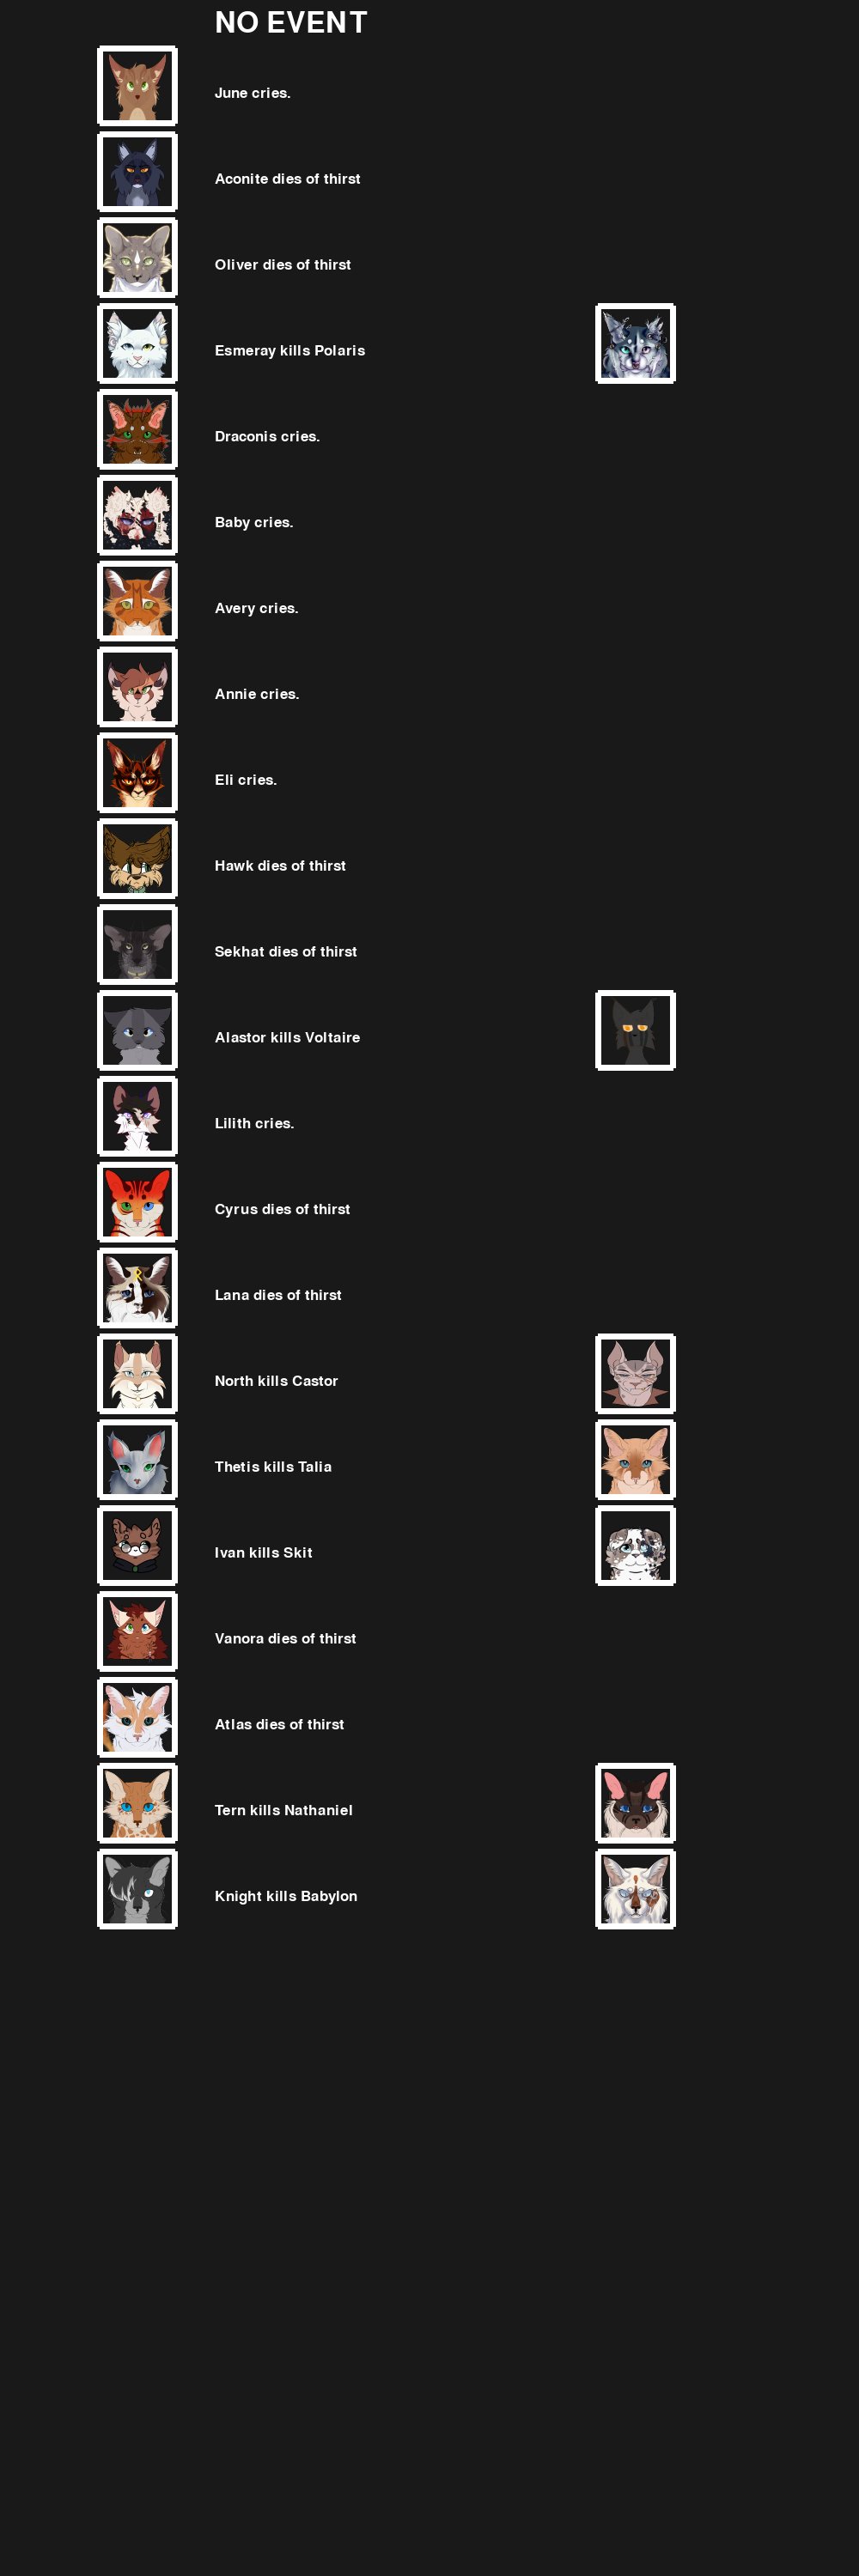 NO EVENT
June cries.
Aconite dies of thirst
Oliver dies of thirst
Esmeray kills Polaris
Draconis cries.
Baby cries.
Avery cries.
Annie cries.
Eli cries.
Hawk dies of thirst
Sekhat dies of thirst
Alastor kills Voltaire
Lilith cries.
Cyrus dies of thirst
Lana dies of thirst
North kills Castor
Thetis kills Talia
Ivan kills Skit
Vanora dies of thirst
Atlas dies of thirst
Tern kills Nathaniel
Knight kills Babylon